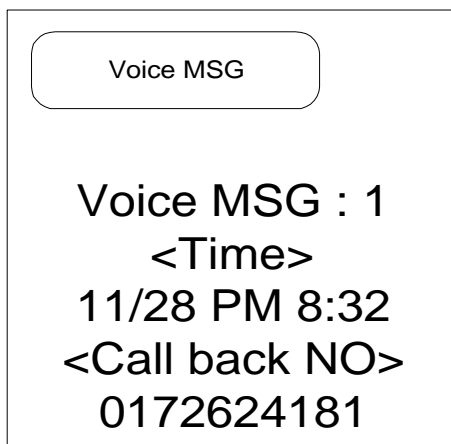 Voice MSG
Voice MSG : 1
<Time>
11/28 PM 8:32
<Call back NO>
0172624181